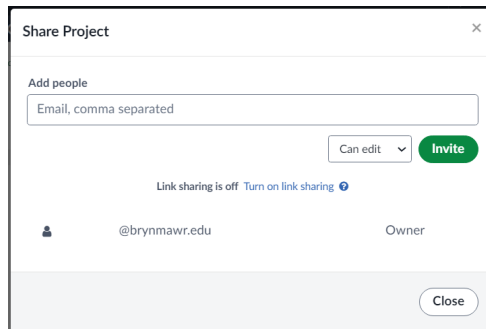 Share Project ×
Add people
Email, comma separated
Can edit Invite
Link sharing is off Turn on link sharing ?
@brynmawr.edu Owner
Close